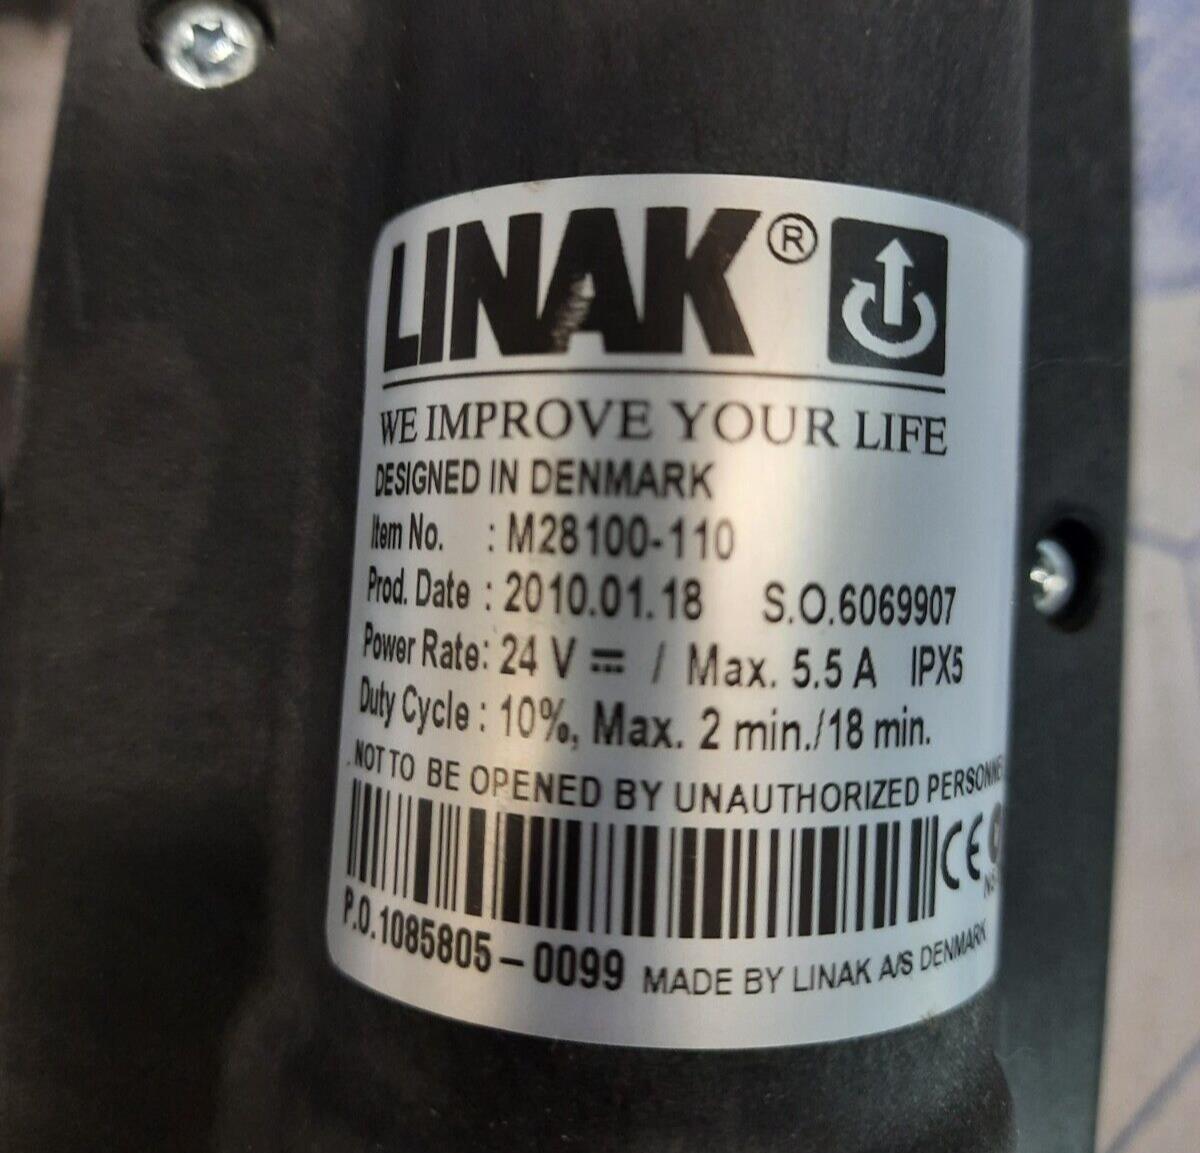 LINAK®
WE IMPROVE YOUR LIFE
DESIGNED IN DENMARK
Item No. : M28100-110
Prod. Date : 2010.01.18 S.O.6069907
Power Rate: 24 V ⎓ / Max. 5.5 A IPX5
Duty Cycle : 10%, Max. 2 min./18 min.
NOT TO BE OPENED BY UNAUTHORIZED PERSONNE
CE
P.O.1085805-0099 MADE BY LINAK A/S DENMARK